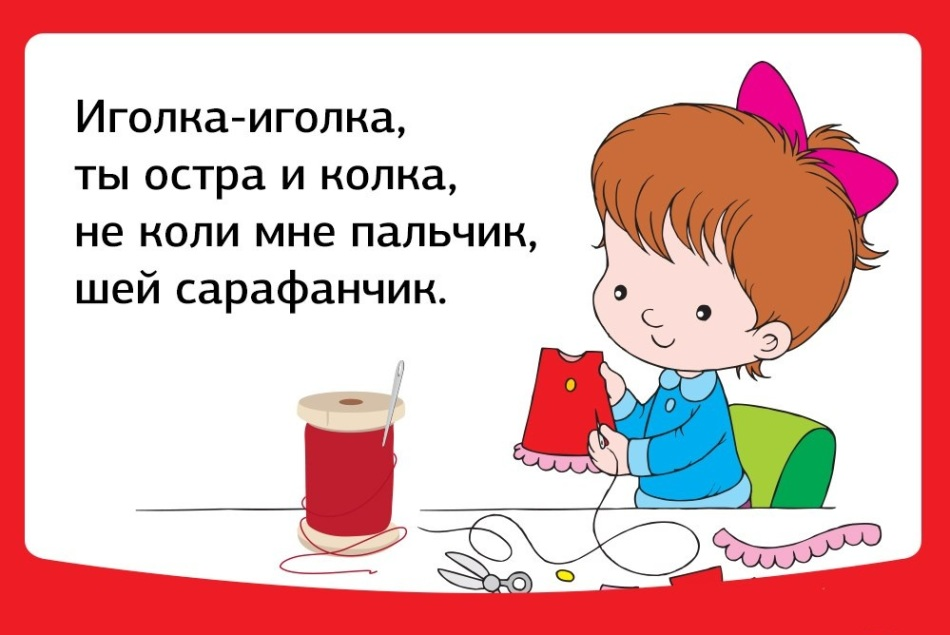 Иголка-иголка,
ты остра и колка,
не коли мне пальчик,
шей сарафанчик.